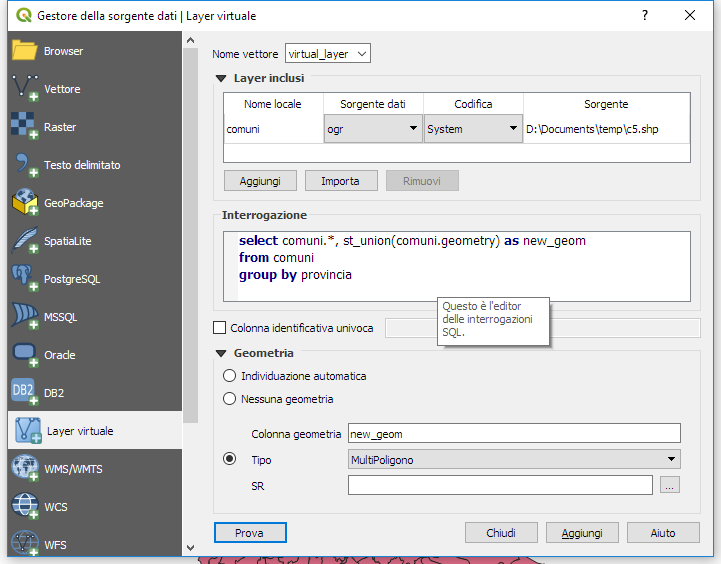 Gestore della sorgente dati | Layer virtuale
?
Browser
Vettore
Raster
Testo delimitato
GeoPackage
SpatiaLite
PostgreSQL
MSSQL
Oracle
DB2
DB2
Layer virtuale
WMS/WMTS
WCS
WFS
Nome vettore virtual_layer
Layer inclusi
Nome locale Sorgente dati Codifica Sorgente
comuni ogr System D:\Documents\temp\c5.shp
Aggiungi Importa Rimuovi
Interrogazione
select comuni.*, st_union(comuni.geometry) as new_geom
from comuni
group by provincia
Questo è l'editor
delle interrogazioni
SQL.
Colonna identificativa univoca
Geometria
Individuazione automatica
Nessuna geometria
Colonna geometria new_geom
Tipo MultiPoligono
SR ...
Prova Chiudi Aggiungi Aiuto